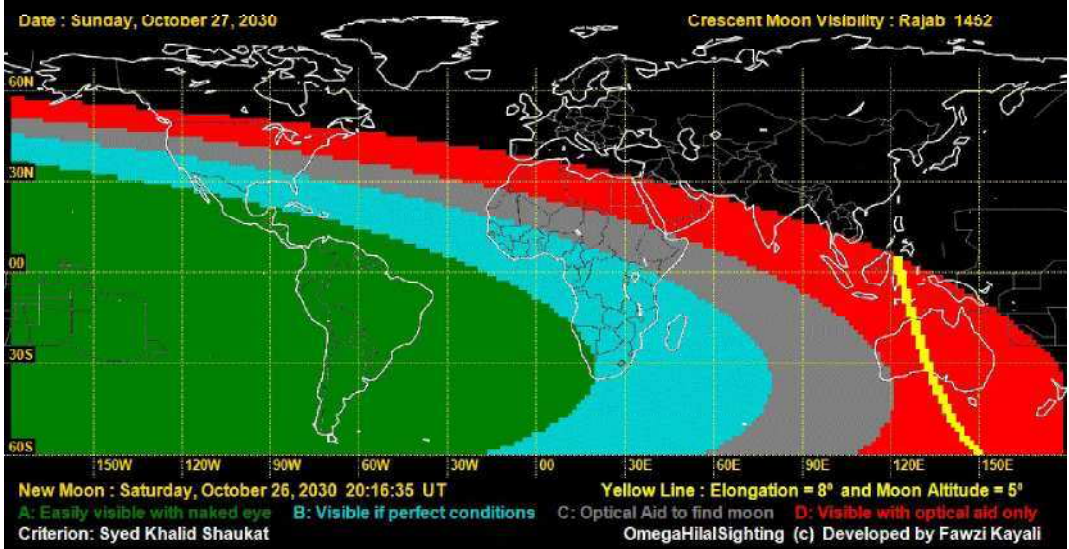 Date : Sunday, October 27, 2030
Crescent Moon Visibility : Rajab 1452
60N
30N
00
30S
60S
150W 120W 90W 60W 30W 00 30E 60E 90E 120E 150E
New Moon : Saturday, October 26, 2030 20:16:35 UT
Yellow Line : Elongation = 8º and Moon Altitude = 5º
A: Easily visible with naked eye B: Visible if perfect conditions C: Optical Aid to find moon D: Visible with optical aid only
Criterion: Syed Khalid Shaukat
OmegaHilalSighting (c) Developed by Fawzi Kayali